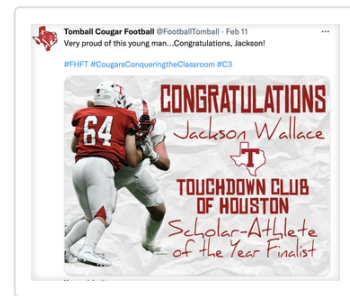 Tomball Cougar Football @FootballTomball · Feb 11
Very proud of this young man...Congratulations, Jackson!
#FHFT #CougarsConqueringtheClassroom #C3
CONGRATULATIONS
Jackson Wallace
T
TOUCHDOWN CLUB
OF HOUSTON
Scholar-Athlete
of the Year Finalist
64